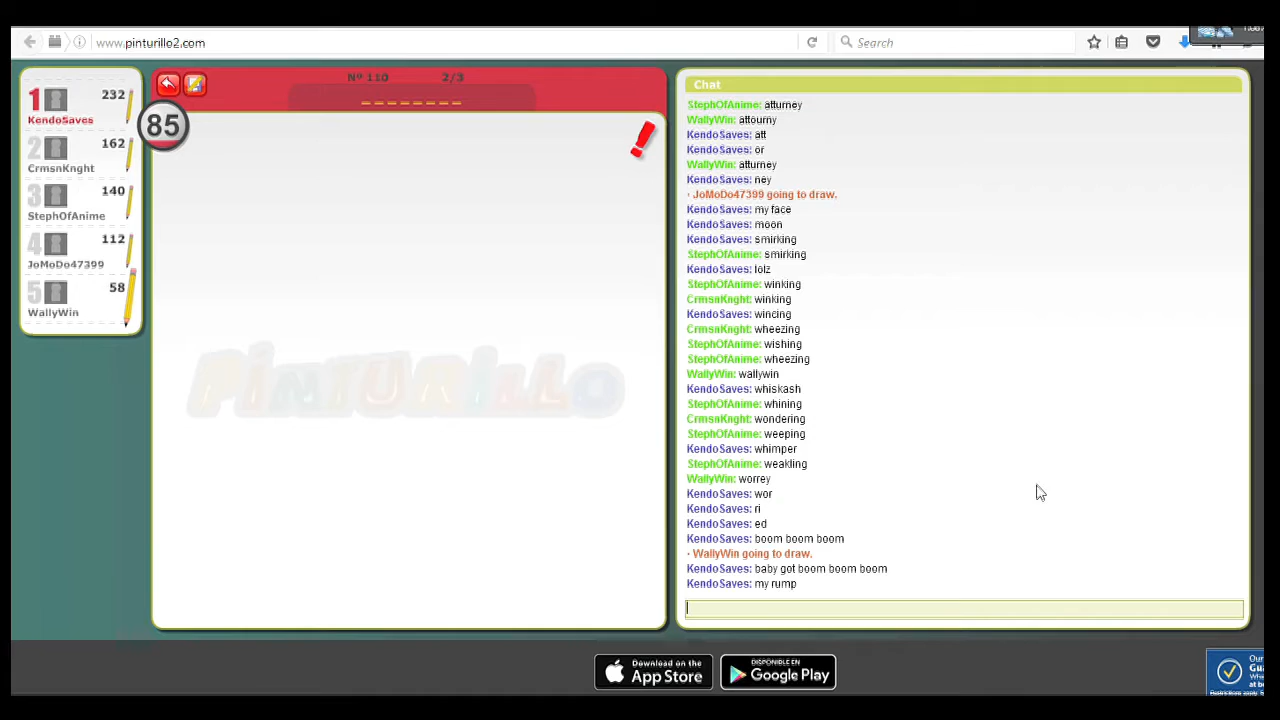 www.pinturillo2.com
Search
1 232
KendoSaves
2 162
CrmsnKnght
3 140
StephOfAnime
4 112
JoMoDo47399
5 58
WallyWin
85
Nº 110 2/3
PINTURILLO
Chat
StephOfAnime: atturney
WallyWin: attourny
KendoSaves: att
KendoSaves: or
WallyWin: atturney
KendoSaves: ney
· JoMoDo47399 going to draw.
KendoSaves: my face
KendoSaves: moon
KendoSaves: smirking
StephOfAnime: smirking
KendoSaves: lolz
StephOfAnime: winking
CrmsnKnght: winking
KendoSaves: wincing
CrmsnKnght: wheezing
StephOfAnime: wishing
StephOfAnime: wheezing
WallyWin: wallywin
KendoSaves: whiskash
StephOfAnime: whining
CrmsnKnght: wondering
StephOfAnime: weeping
KendoSaves: whimper
StephOfAnime: weakling
WallyWin: worrey
KendoSaves: wor
KendoSaves: ri
KendoSaves: ed
KendoSaves: boom boom boom
· WallyWin going to draw.
KendoSaves: baby got boom boom boom
KendoSaves: my rump
Download on the
App Store
DISPONIBLE EN
Google Play
Our